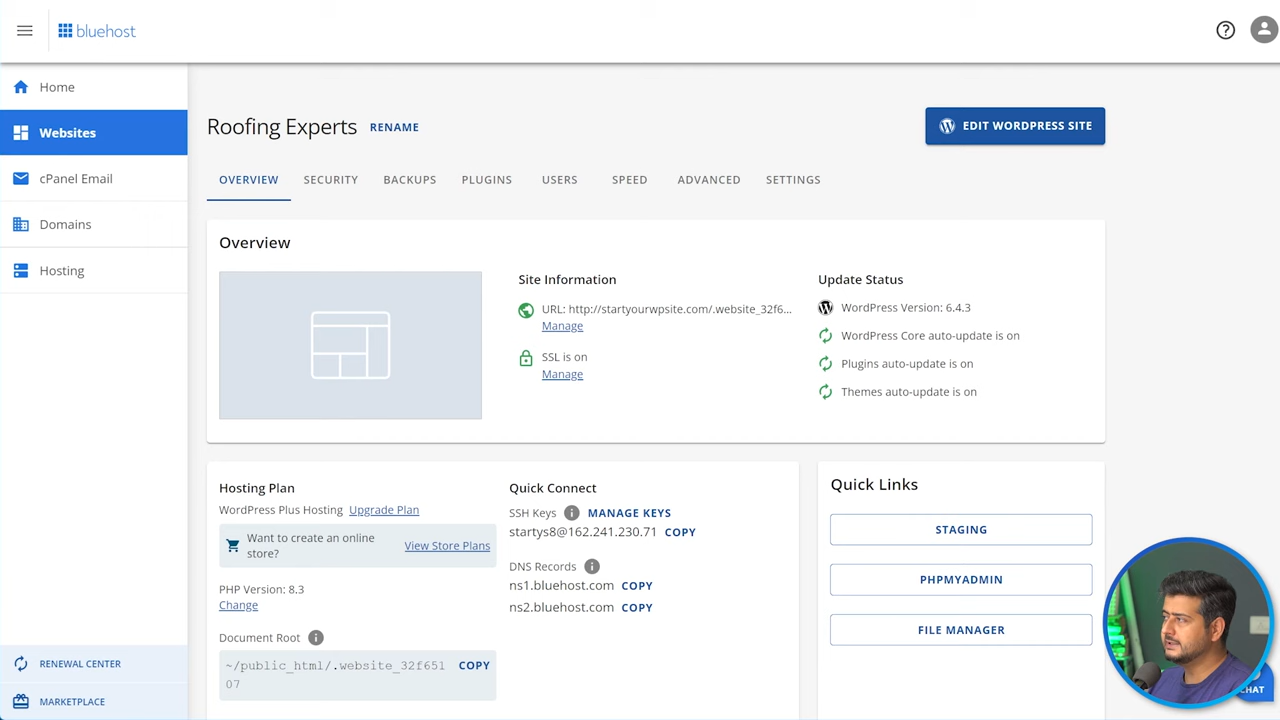 bluehost
Home
Websites
cPanel Email
Domains
Hosting
RENEWAL CENTER
MARKETPLACE
Roofing Experts RENAME
EDIT WORDPRESS SITE
OVERVIEW SECURITY BACKUPS PLUGINS USERS SPEED ADVANCED SETTINGS
Overview
Site Information
URL: http://startyourwpsite.com/.website_32f6...
Manage
SSL is on
Manage
Update Status
WordPress Version: 6.4.3
WordPress Core auto-update is on
Plugins auto-update is on
Themes auto-update is on
Hosting Plan
WordPress Plus Hosting Upgrade Plan
Want to create an online
store?
View Store Plans
PHP Version: 8.3
Change
Document Root
~/public_html/.website_32f651
07
COPY
Quick Connect
SSH Keys MANAGE KEYS
startys8@162.241.230.71 COPY
DNS Records
ns1.bluehost.com COPY
ns2.bluehost.com COPY
Quick Links
STAGING
PHPMYADMIN
FILE MANAGER